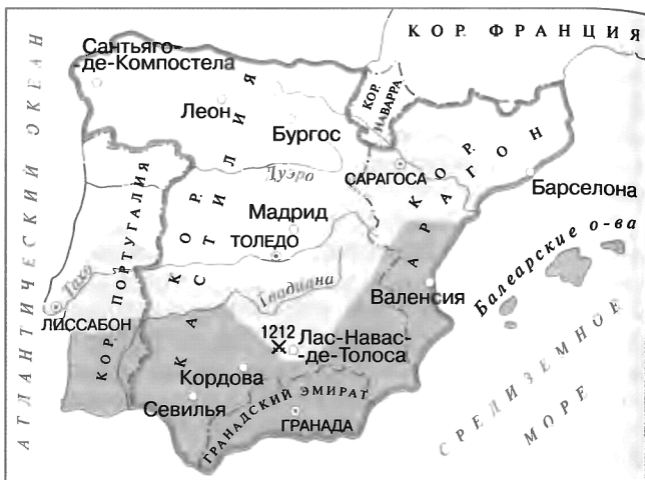 КОР. ФРАНЦИЯ
АТЛАНТИЧЕСКИЙ ОКЕАН
Сантьяго-
-де-Компостела
Леон
Бургос
КОР. НАВАРРА
КОР. КАСТИЛИЯ
КОР. АРАГОН
САРАГОСА
Барселона
Дуэро
Мадрид
ТОЛЕДО
КОР. ПОРТУГАЛИЯ
Тахо
ЛИССАБОН
Гвадиана
Валенсия
Балеарские о-ва
1212
Лас-Навас-
-де-Толоса
Кордова
Севилья
ГРАНАДСКИЙ ЭМИРАТ
ГРАНАДА
СРЕДИЗЕМНОЕ
МОРЕ